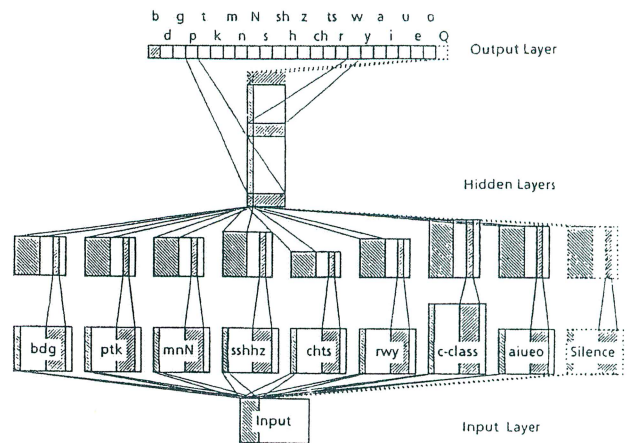 b g t m N sh z ts w a u o
d p k n s h ch r y i e Q
Output Layer
Hidden Layers
bdg ptk mnN sshhz chts rwy c-class aiueo Silence
Input
Input Layer